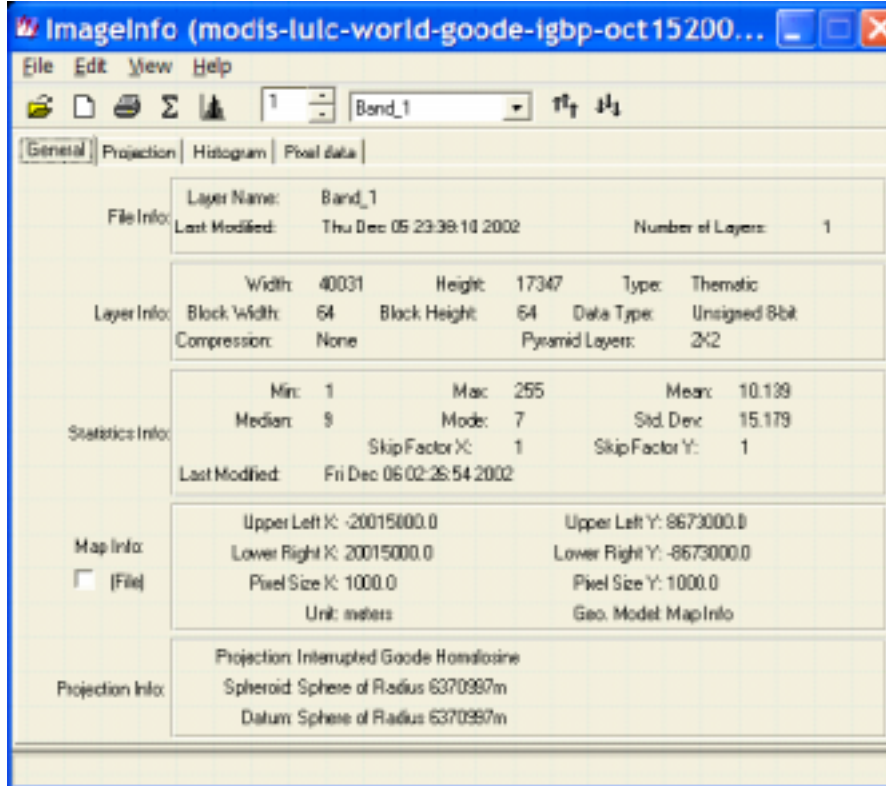 ImageInfo (modis-lulc-world-goode-igbp-oct15200...
File Edit View Help
Σ 1 Band_1
General Projection Histogram Pixel data
File Info:
Layer Name: Band_1
Last Modified: Thu Dec 05 23:39:10 2002 Number of Layers: 1
Layer Info:
Width: 40031 Height: 17347 Type: Thematic
Block Width: 64 Block Height: 64 Data Type: Unsigned 8-bit
Compression: None Pyramid Layers: 2X2
Statistics Info:
Min: 1 Max: 255 Mean: 10.139
Median: 9 Mode: 7 Std. Dev: 15.179
Skip Factor X: 1 Skip Factor Y: 1
Last Modified: Fri Dec 06 02:26:54 2002
Map Info:
(File)
Upper Left X: -20015000.0 Upper Left Y: 8673000.0
Lower Right X: 20015000.0 Lower Right Y: -8673000.0
Pixel Size X: 1000.0 Pixel Size Y: 1000.0
Unit: meters Geo. Model: Map Info
Projection Info:
Projection: Interrupted Goode Homolosine
Spheroid: Sphere of Radius 6370997m
Datum: Sphere of Radius 6370997m